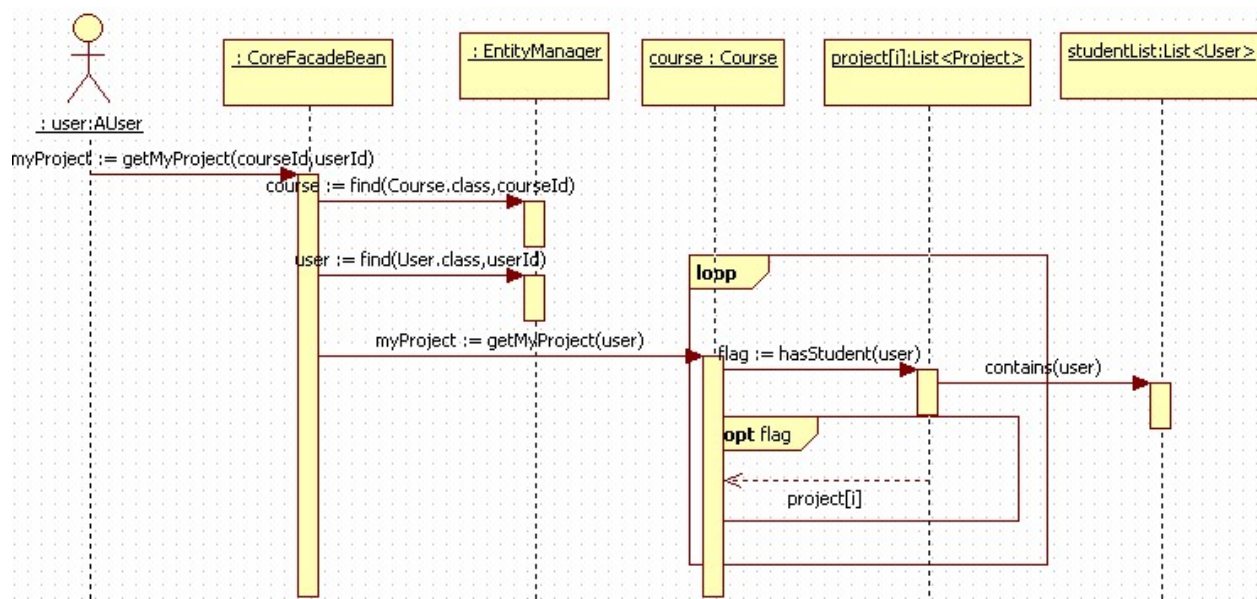 : CoreFacadeBean
: EntityManager
course : Course
project[i]:List<Project>
studentList:List<User>
: user:AUser
myProject := getMyProject(courseId,userId)
course := find(Course.class,courseId)
user := find(User.class,userId)
loop
myProject := getMyProject(user)
flag := hasStudent(user)
contains(user)
opt flag
project[i]